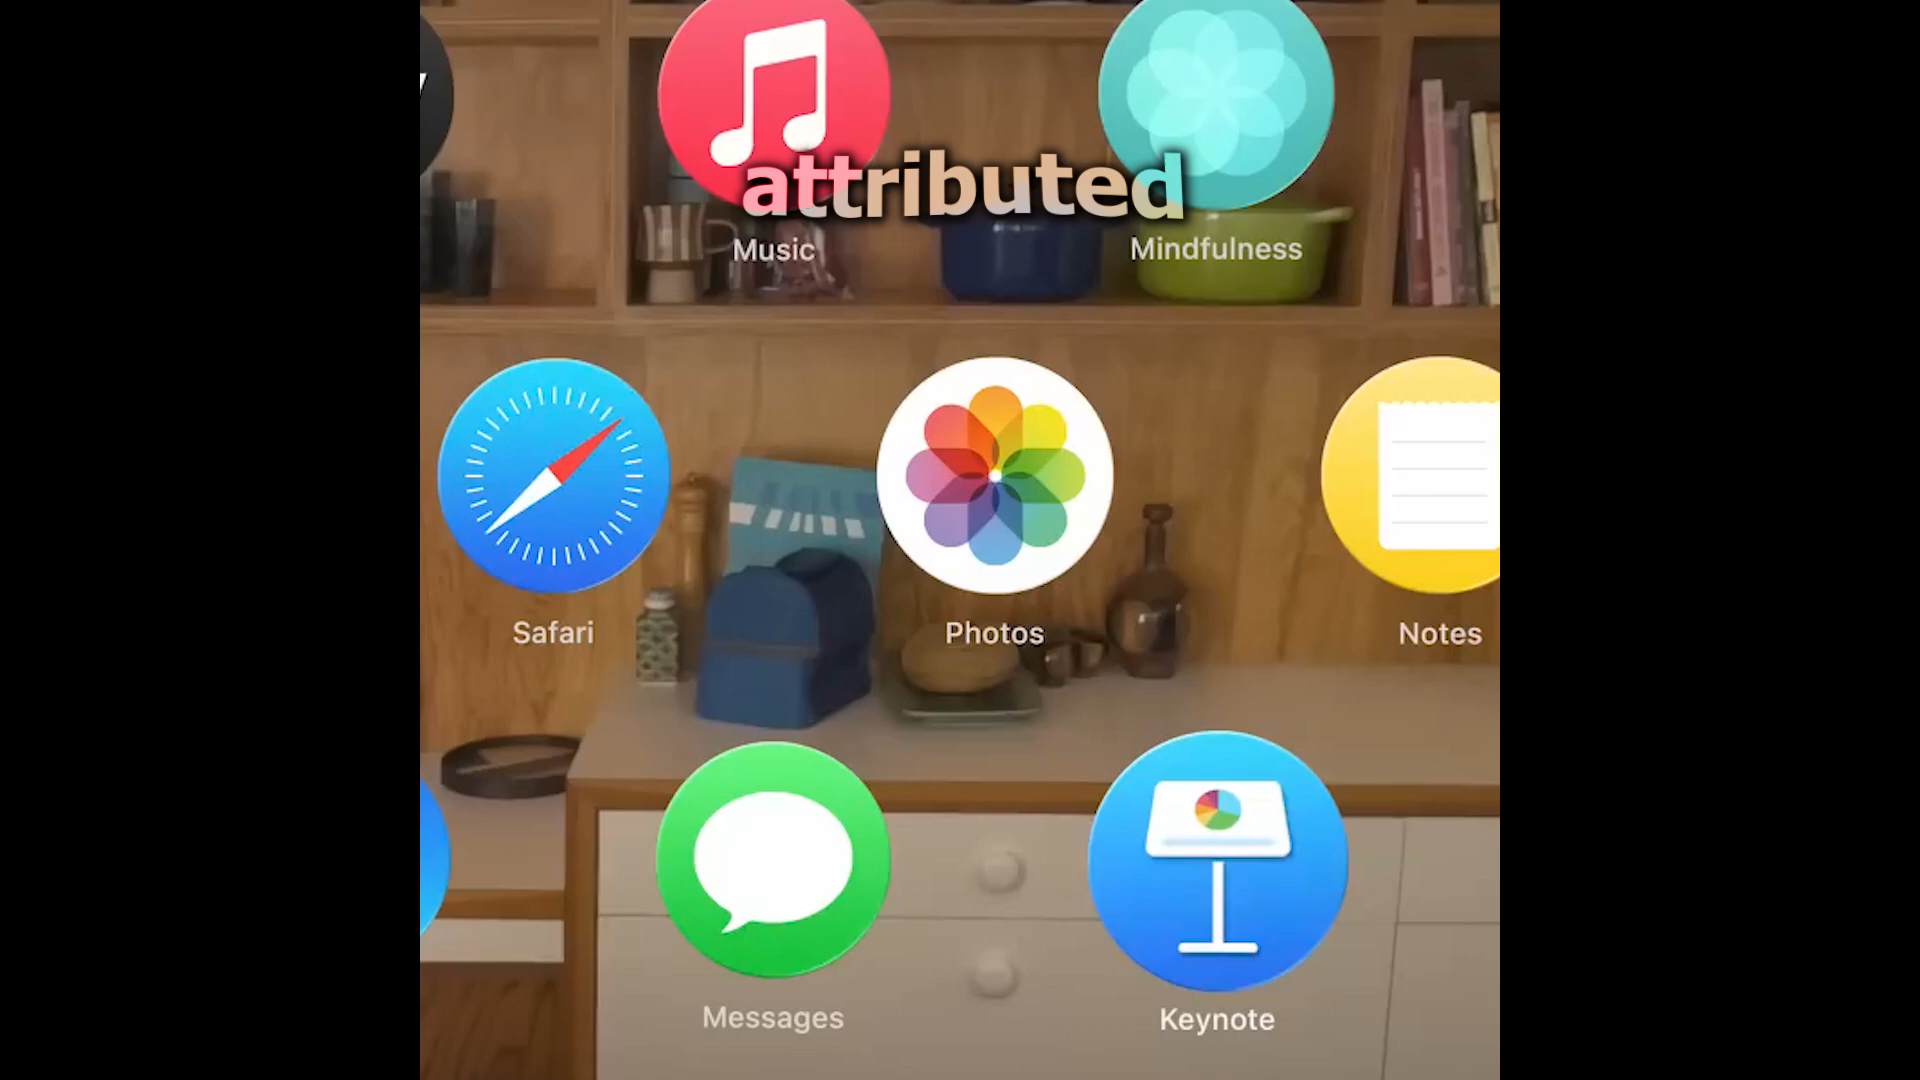 attributed
Music
Mindfulness
Safari
Photos
Notes
Messages
Keynote